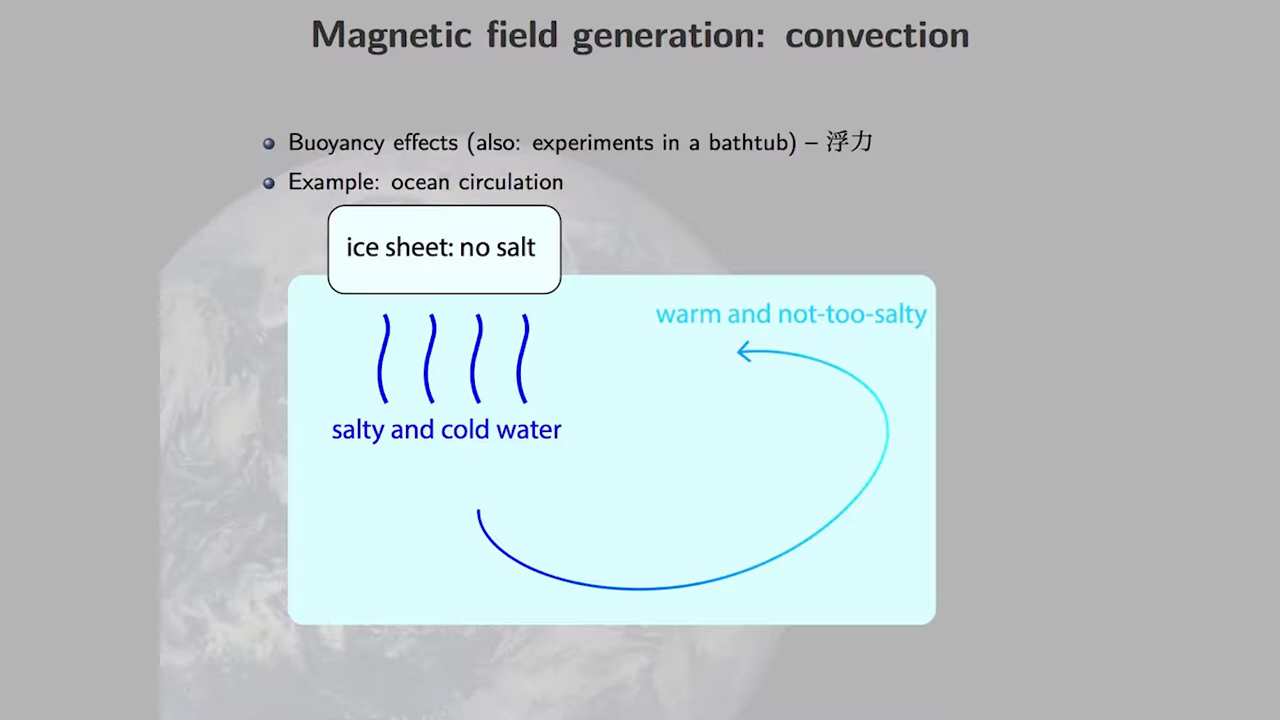 Magnetic field generation: convection
Buoyancy effects (also: experiments in a bathtub) – 浮力
Example: ocean circulation
ice sheet: no salt
warm and not-too-salty
salty and cold water